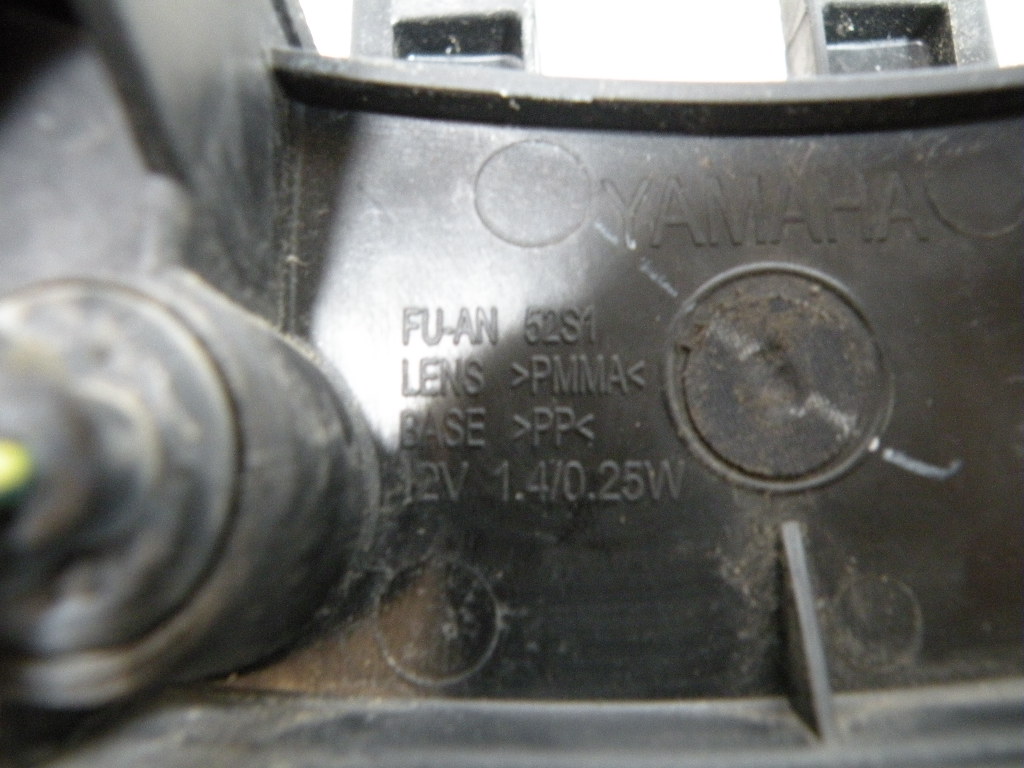 YAMAHA
FU-AN 52S1
LENS >PMMA<
BASE >PP<
12V 1.4/0.25W